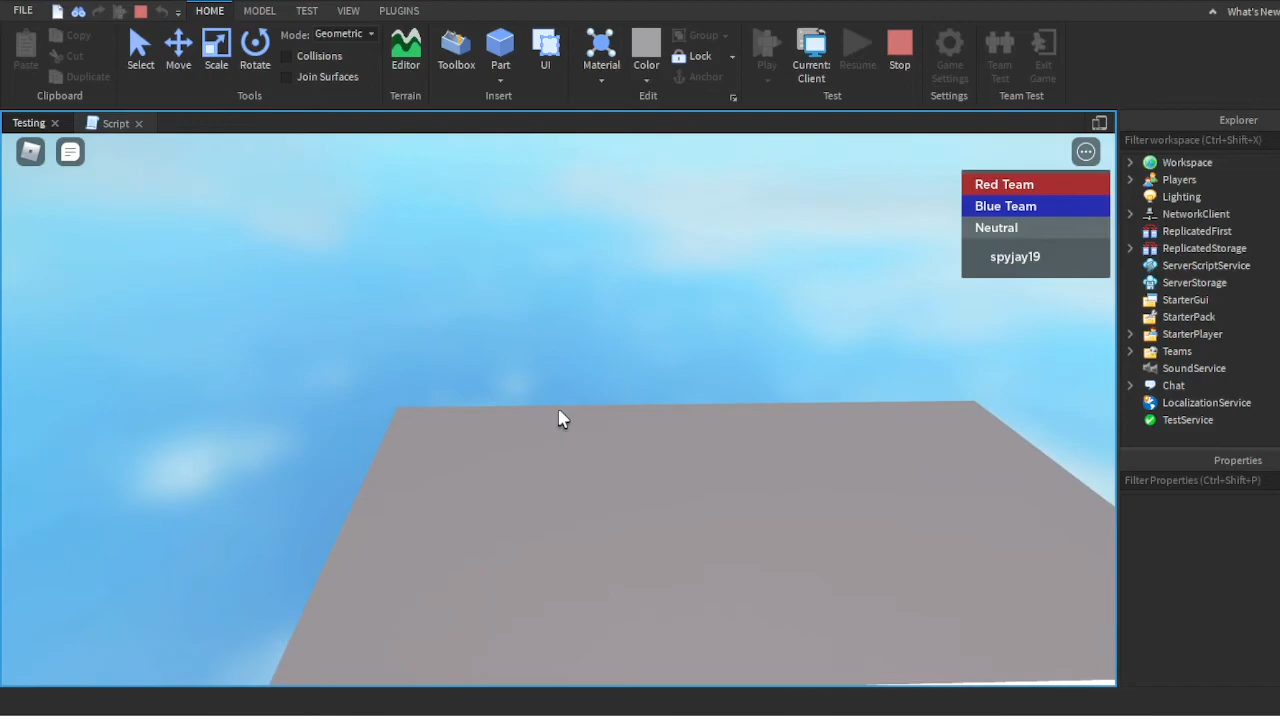 FILE HOME MODEL TEST VIEW PLUGINS What's New
Paste Copy Cut Duplicate Clipboard
Select Move Scale Rotate Mode: Geometric Collisions Join Surfaces Tools
Editor Terrain
Toolbox Part UI Insert
Material Color Group Lock Anchor Edit
Play Current: Client Resume Stop Test
Game Settings Settings
Team Test Exit Game Team Test
Testing Script
Red Team
Blue Team
Neutral
spyjay19
Explorer
Filter workspace (Ctrl+Shift+X)
Workspace
Players
Lighting
NetworkClient
ReplicatedFirst
ReplicatedStorage
ServerScriptService
ServerStorage
StarterGui
StarterPack
StarterPlayer
Teams
SoundService
Chat
LocalizationService
TestService
Properties
Filter Properties (Ctrl+Shift+P)